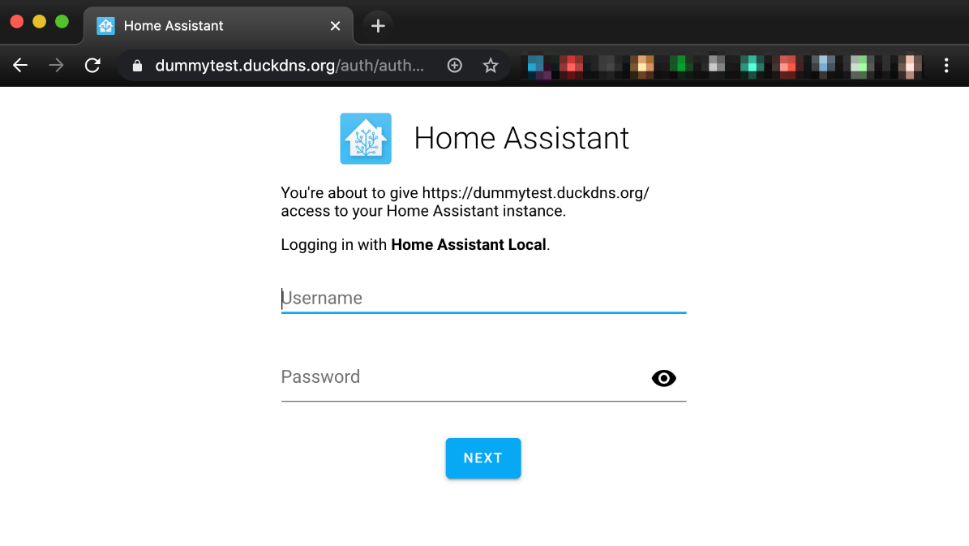 Home Assistant
dummytest.duckdns.org/auth/auth...
Home Assistant
You're about to give https://dummytest.duckdns.org/
access to your Home Assistant instance.
Logging in with Home Assistant Local.
Username
Password
NEXT